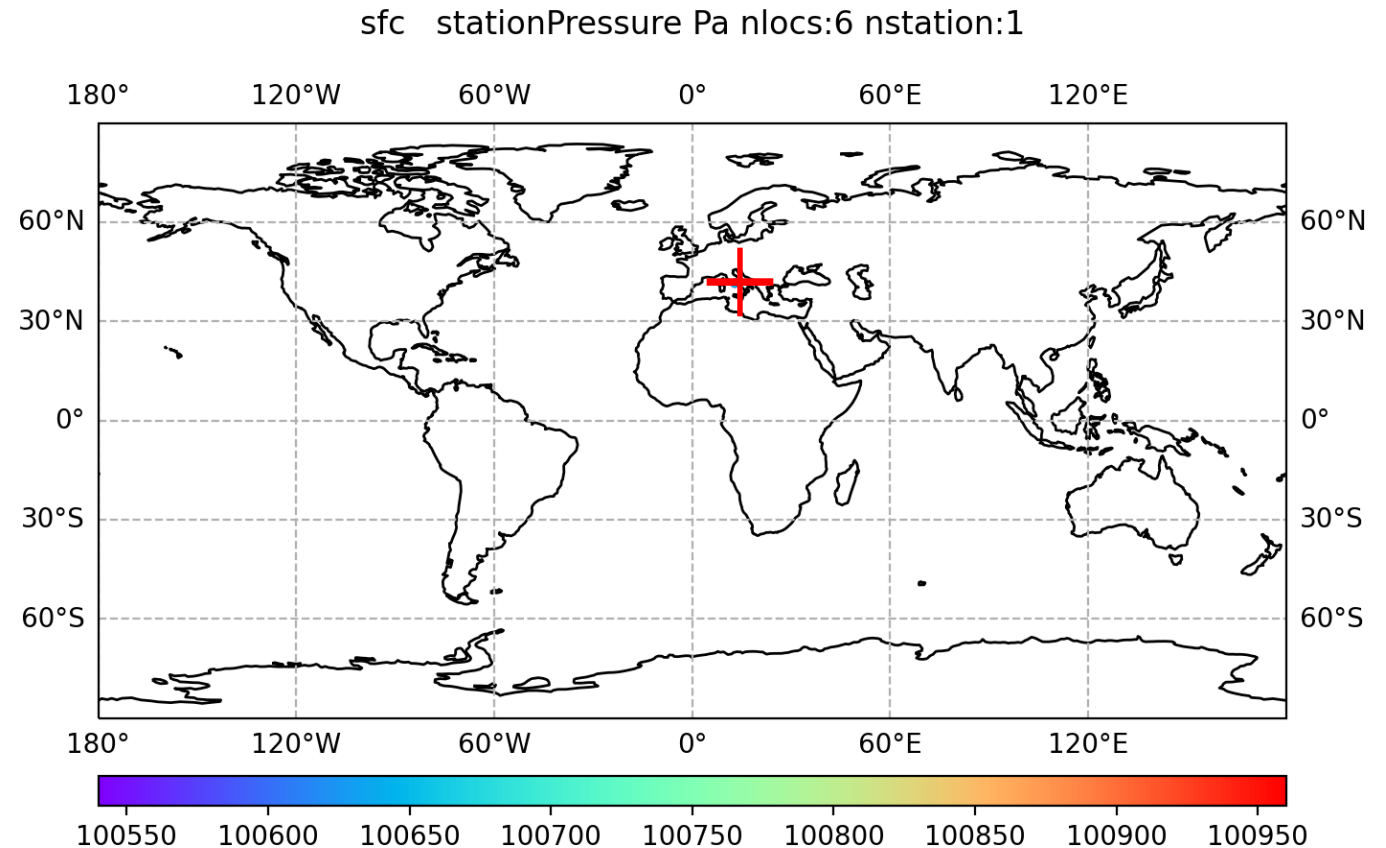 sfc   stationPressure Pa nlocs:6 nstation:1
180° 120°W 60°W 0° 60°E 120°E
60°N 60°N
30°N 30°N
0° 0°
30°S 30°S
60°S 60°S
180° 120°W 60°W 0° 60°E 120°E
100550 100600 100650 100700 100750 100800 100850 100900 100950